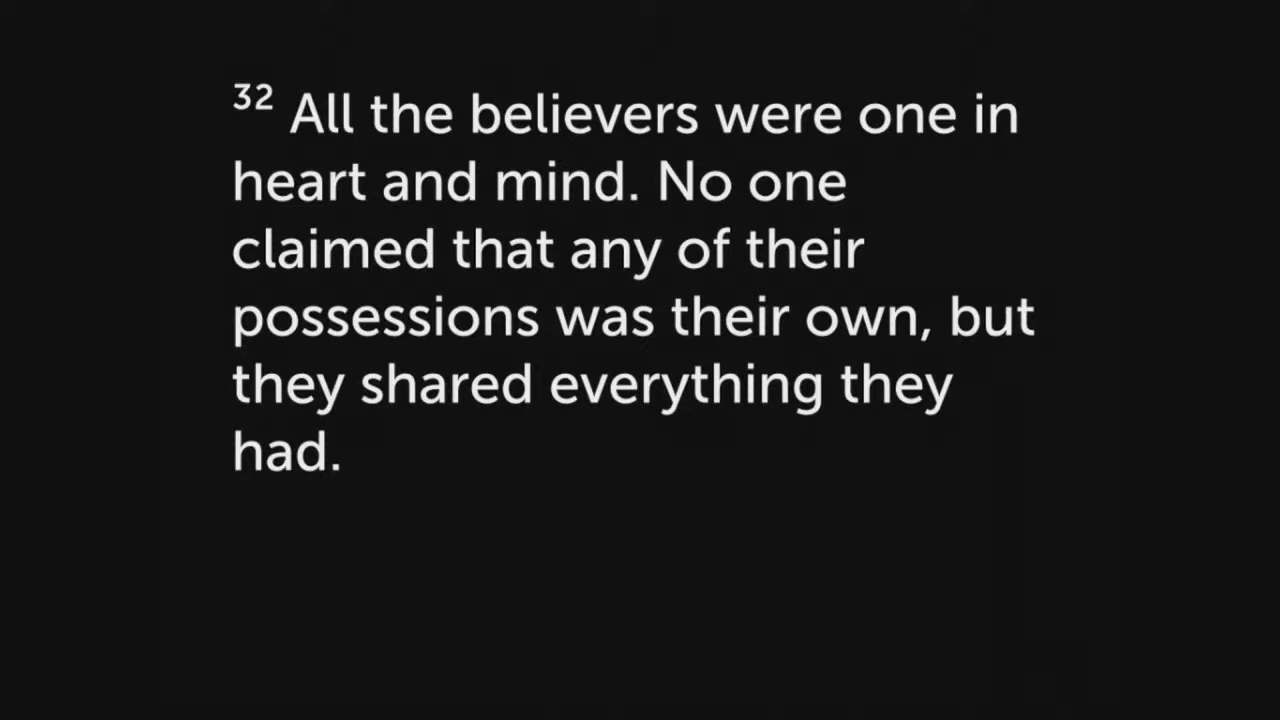 32 All the believers were one in
heart and mind. No one
claimed that any of their
possessions was their own, but
they shared everything they
had.